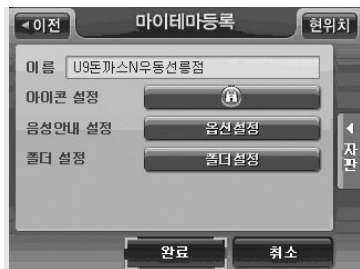 ◀이전 마이테마등록 현위치
이름 U9돈까스N우동선릉점
아이콘 설정
음성안내 설정 옵션설정
폴더 설정 폴더설정
◀자판
완료 취소